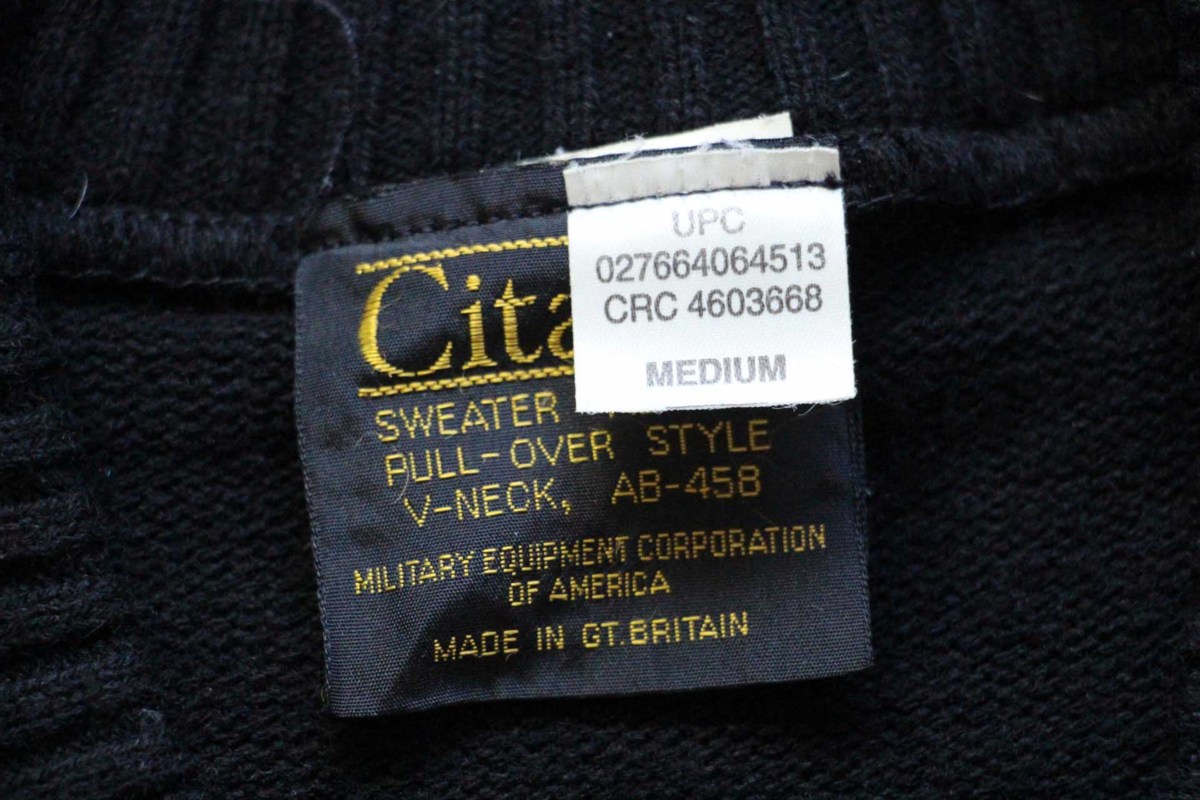 UPC
027664064513
CRC 4603668
MEDIUM
Cita
SWEATER
PULL-OVER STYLE
V-NECK, AB-458
MILITARY EQUIPMENT CORPORATION
OF AMERICA
MADE IN GT.BRITAIN